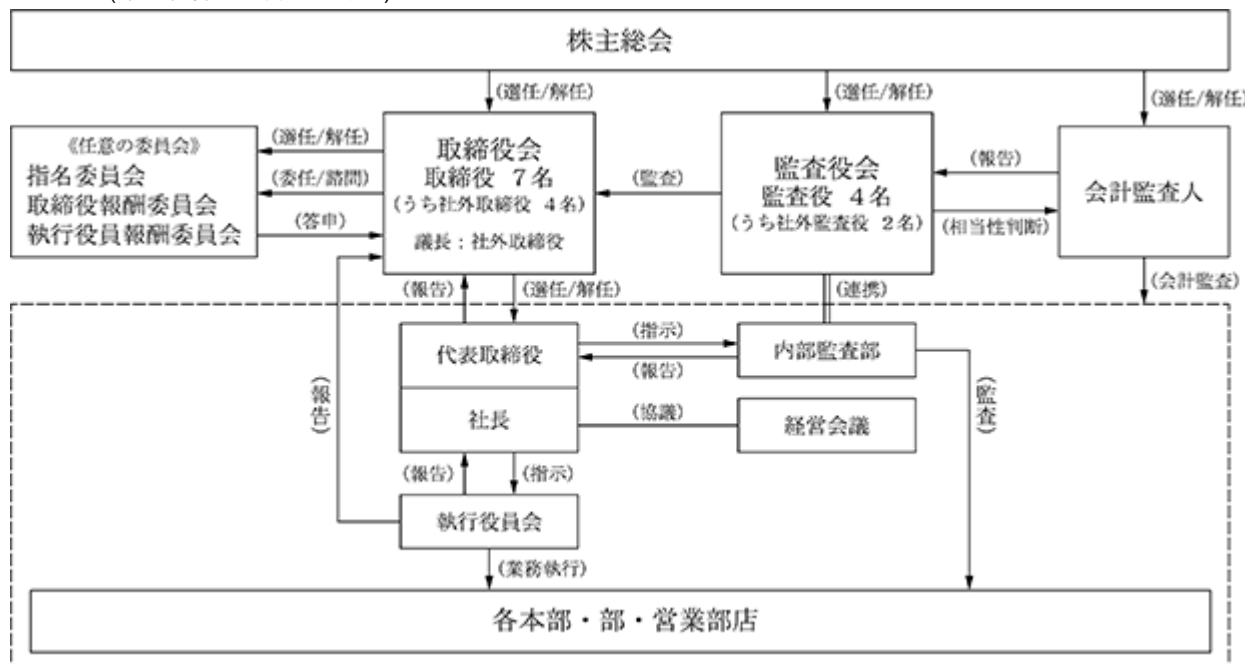 株主総会
(選任/解任)
(選任/解任)
(選任/解任)
《任意の委員会》
指名委員会
取締役報酬委員会
執行役員報酬委員会
(選任/解任)
(委任/諮問)
(答申)
取締役会
取締役 7名
(うち社外取締役 4名)
議長：社外取締役
(監査)
監査役会
監査役 4名
(うち社外監査役 2名)
(報告)
(相当性判断)
会計監査人
(報告)
(選任/解任)
(連携)
(会計監査)
代表取締役
社長
(指示)
(報告)
内部監査部
(協議)
経営会議
(報告)
(監査)
(報告)
(指示)
執行役員会
(業務執行)
各本部・部・営業部店